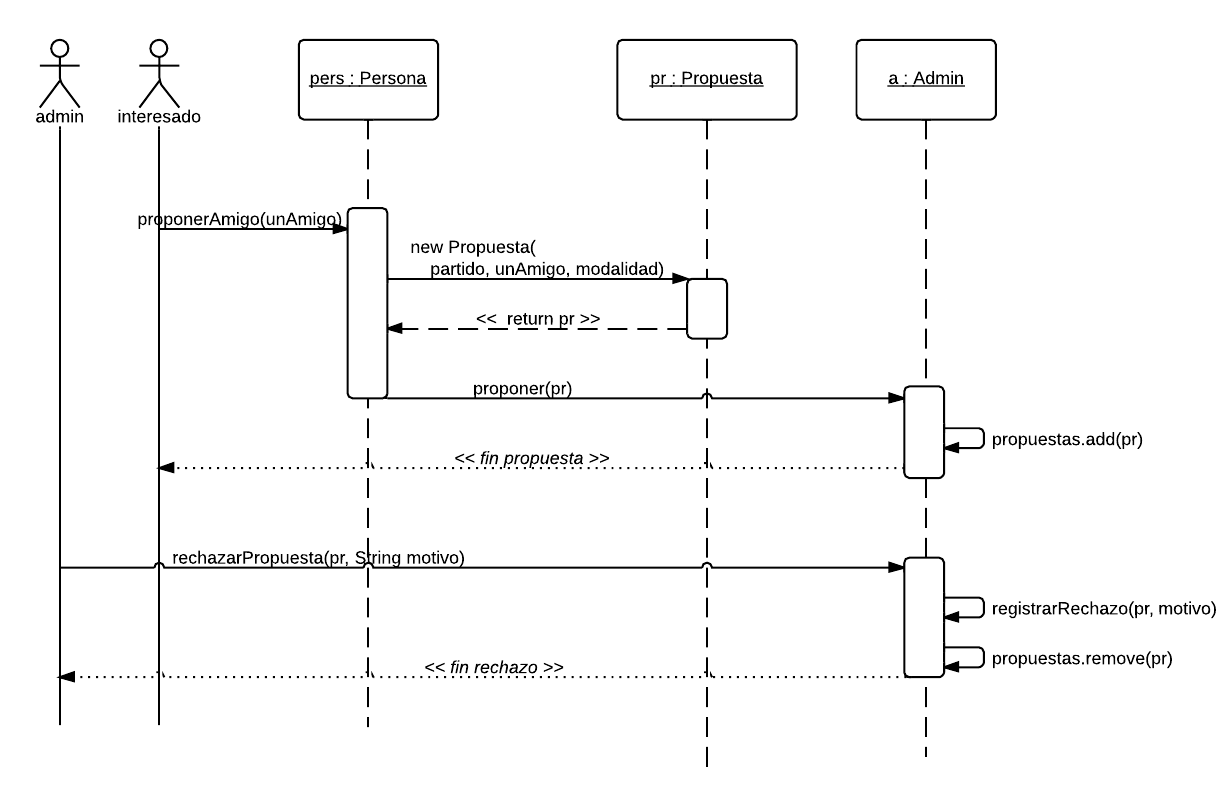 admin
interesado
pers : Persona
pr : Propuesta
a : Admin
proponerAmigo(unAmigo)
new Propuesta(
partido, unAmigo, modalidad)
<< return pr >>
proponer(pr)
propuestas.add(pr)
<< fin propuesta >>
rechazarPropuesta(pr, String motivo)
registrarRechazo(pr, motivo)
propuestas.remove(pr)
<< fin rechazo >>